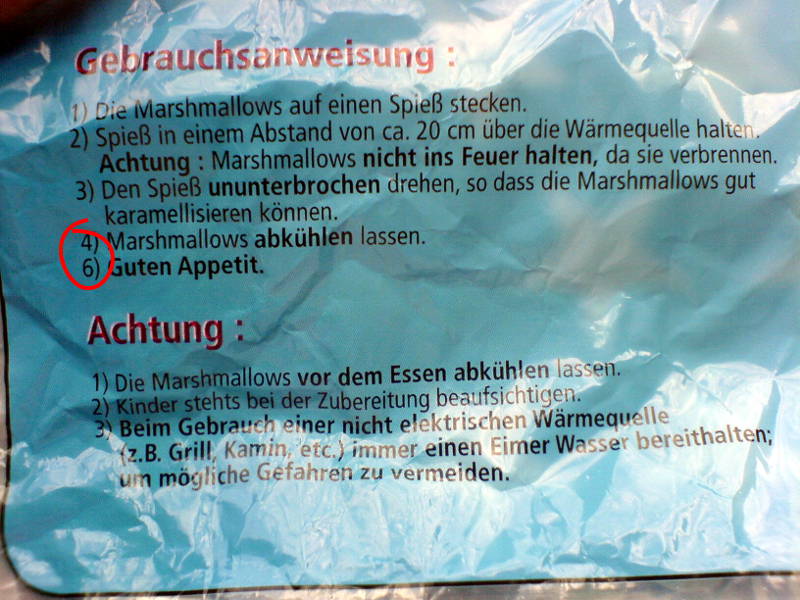 Gebrauchsanweisung :
1) Die Marshmallows auf einen Spieß stecken.
2) Spieß in einem Abstand von ca. 20 cm über die Wärmequelle halten.
Achtung : Marshmallows nicht ins Feuer halten, da sie verbrennen.
3) Den Spieß ununterbrochen drehen, so dass die Marshmallows gut
karamellisieren können.
4) Marshmallows abkühlen lassen.
6) Guten Appetit.
Achtung :
1) Die Marshmallows vor dem Essen abkühlen lassen.
2) Kinder stehts bei der Zubereitung beaufsichtigen.
3) Beim Gebrauch einer nicht elektrischen Wärmequelle
(z.B. Grill, Kamin, etc.) immer einen Eimer Wasser bereithalten;
um mögliche Gefahren zu vermeiden.